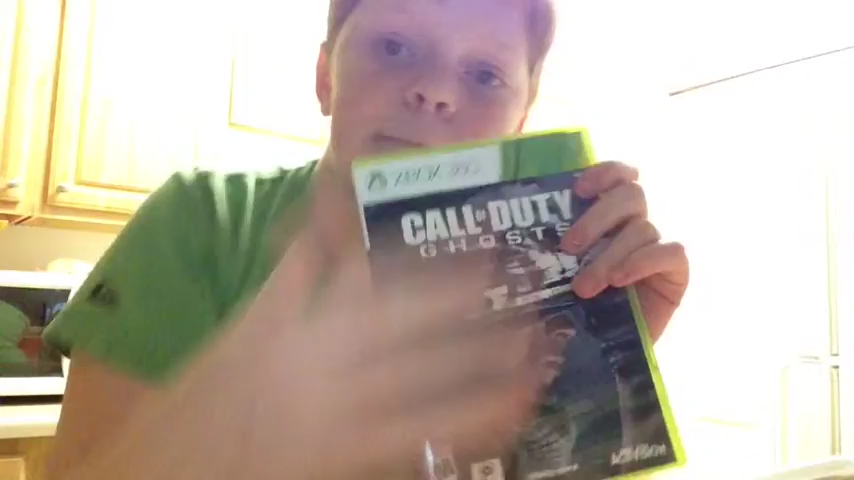 XBOX 360
CALL OF DUTY
GHOSTS
ACTIVISION